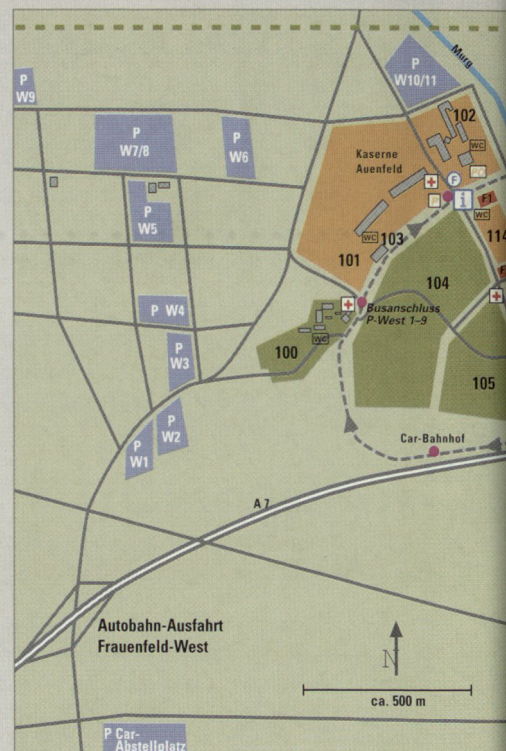 Murg
P
W10/11
P
W9
102
P
W7/8
P
W6
WC
Kaserne
Auenfeld
F
P
PO
i
F1
WC
P
W5
WC
103
114
101
104
Busanschluss
P-West 1–9
P W4
WC
100
P
W3
105
P
W2
P
W1
Car-Bahnhof
A 7
Autobahn-Ausfahrt
Frauenfeld-West
N
ca. 500 m
P Car-
Abstellplatz